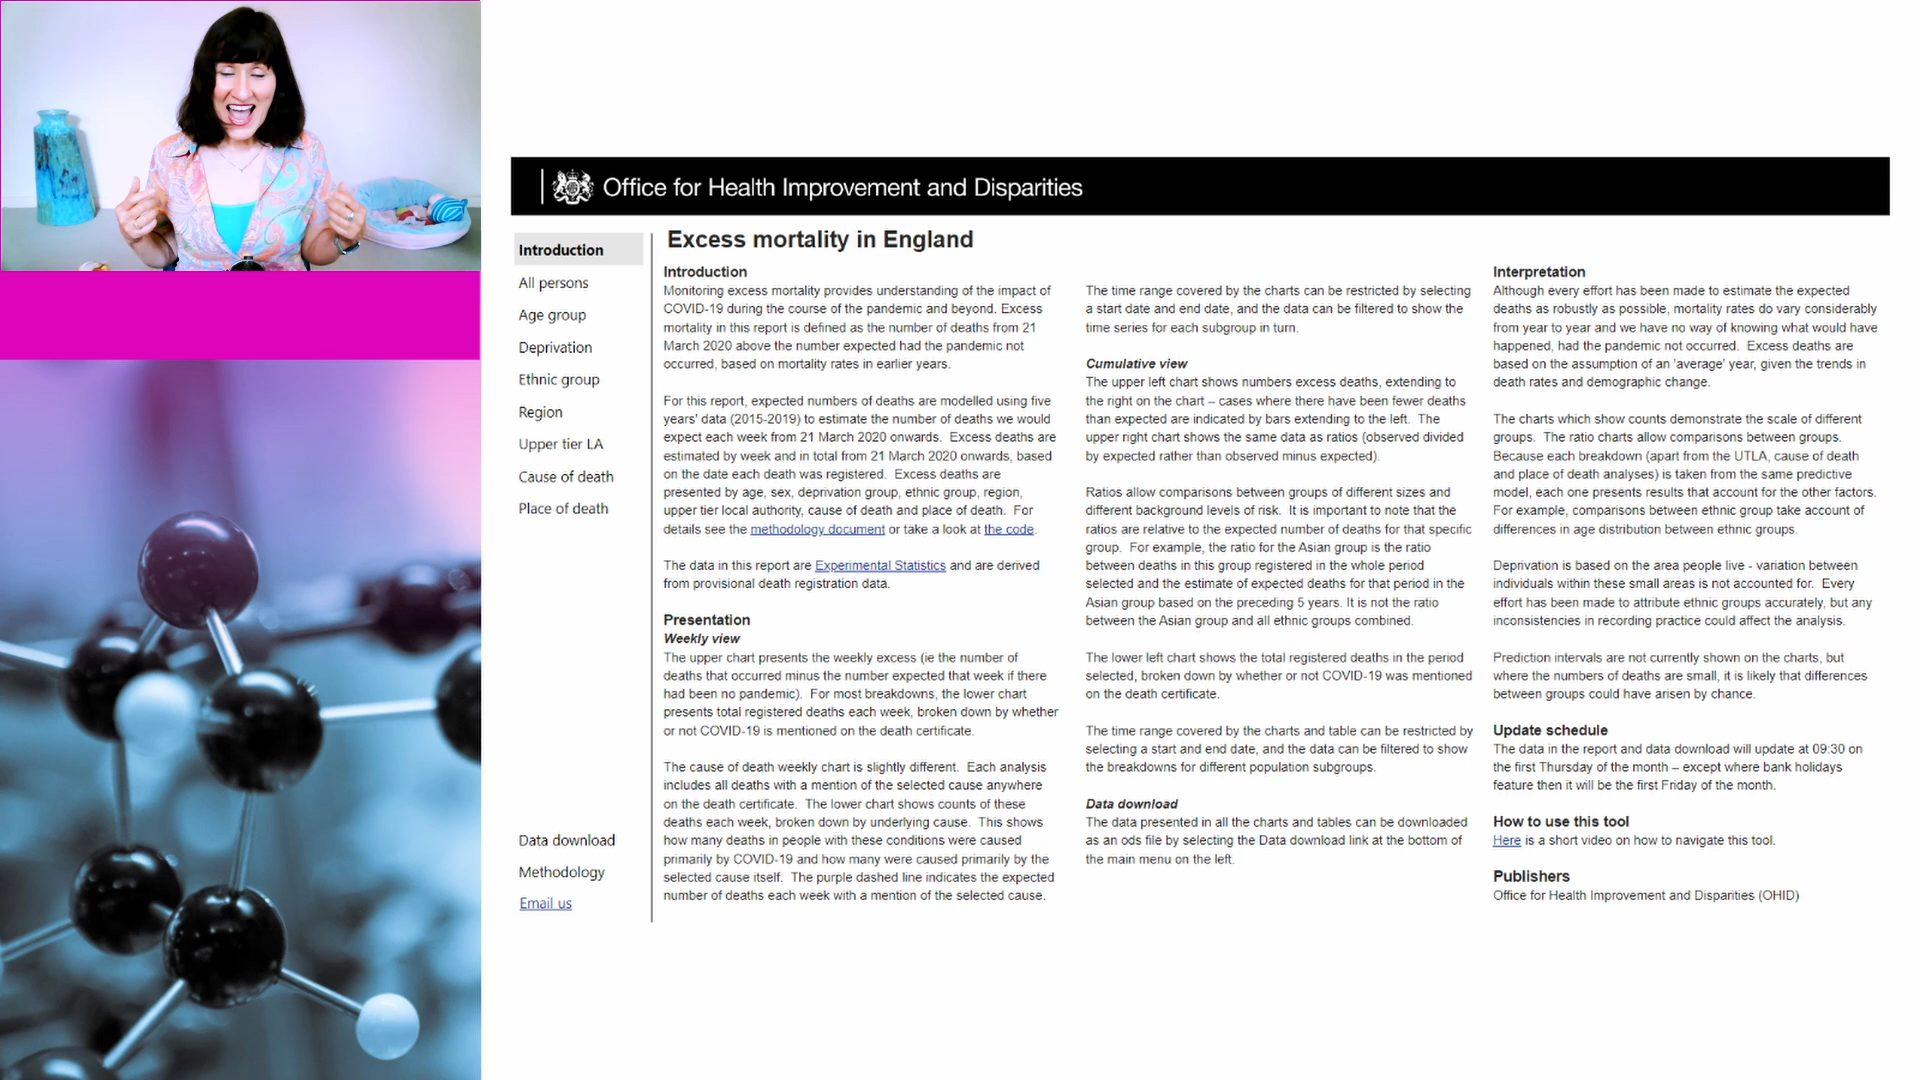 Office for Health Improvement and Disparities
Introduction
All persons
Age group
Deprivation
Ethnic group
Region
Upper tier LA
Cause of death
Place of death
Data download
Methodology
Email us
Excess mortality in England
Introduction
Monitoring excess mortality provides understanding of the impact of
COVID-19 during the course of the pandemic and beyond. Excess
mortality in this report is defined as the number of deaths from 21
March 2020 above the number expected had the pandemic not
occurred, based on mortality rates in earlier years.
For this report, expected numbers of deaths are modelled using five
years' data (2015-2019) to estimate the number of deaths we would
expect each week from 21 March 2020 onwards. Excess deaths are
estimated by week and in total from 21 March 2020 onwards, based
on the date each death was registered. Excess deaths are
presented by age, sex, deprivation group, ethnic group, region,
upper tier local authority, cause of death and place of death. For
details see the methodology document or take a look at the code.
The data in this report are Experimental Statistics and are derived
from provisional death registration data.
Presentation
Weekly view
The upper chart presents the weekly excess (ie the number of
deaths that occurred minus the number expected that week if there
had been no pandemic). For most breakdowns, the lower chart
presents total registered deaths each week, broken down by whether
or not COVID-19 is mentioned on the death certificate.
The cause of death weekly chart is slightly different. Each analysis
includes all deaths with a mention of the selected cause anywhere
on the death certificate. The lower chart shows counts of these
deaths each week, broken down by underlying cause. This shows
how many deaths in people with these conditions were caused
primarily by COVID-19 and how many were caused primarily by the
selected cause itself. The purple dashed line indicates the expected
number of deaths each week with a mention of the selected cause.
The time range covered by the charts can be restricted by selecting
a start date and end date, and the data can be filtered to show the
time series for each subgroup in turn.
Cumulative view
The upper left chart shows numbers excess deaths, extending to
the right on the chart – cases where there have been fewer deaths
than expected are indicated by bars extending to the left. The
upper right chart shows the same data as ratios (observed divided
by expected rather than observed minus expected).
Ratios allow comparisons between groups of different sizes and
different background levels of risk. It is important to note that the
ratios are relative to the expected number of deaths for that specific
group. For example, the ratio for the Asian group is the ratio
between deaths in this group registered in the whole period
selected and the estimate of expected deaths for that period in the
Asian group based on the preceding 5 years. It is not the ratio
between the Asian group and all ethnic groups combined.
The lower left chart shows the total registered deaths in the period
selected, broken down by whether or not COVID-19 was mentioned
on the death certificate.
The time range covered by the charts and table can be restricted by
selecting a start and end date, and the data can be filtered to show
the breakdowns for different population subgroups.
Data download
The data presented in all the charts and tables can be downloaded
as an ods file by selecting the Data download link at the bottom of
the main menu on the left.
Interpretation
Although every effort has been made to estimate the expected
deaths as robustly as possible, mortality rates do vary considerably
from year to year and we have no way of knowing what would have
happened, had the pandemic not occurred. Excess deaths are
based on the assumption of an 'average' year, given the trends in
death rates and demographic change.
The charts which show counts demonstrate the scale of different
groups. The ratio charts allow comparisons between groups.
Because each breakdown (apart from the UTLA, cause of death
and place of death analyses) is taken from the same predictive
model, each one presents results that account for the other factors.
For example, comparisons between ethnic group take account of
differences in age distribution between ethnic groups.
Deprivation is based on the area people live - variation between
individuals within these small areas is not accounted for. Every
effort has been made to attribute ethnic groups accurately, but any
inconsistencies in recording practice could affect the analysis.
Prediction intervals are not currently shown on the charts, but
where the numbers of deaths are small, it is likely that differences
between groups could have arisen by chance.
Update schedule
The data in the report and data download will update at 09:30 on
the first Thursday of the month – except where bank holidays
feature then it will be the first Friday of the month.
How to use this tool
Here is a short video on how to navigate this tool.
Publishers
Office for Health Improvement and Disparities (OHID)